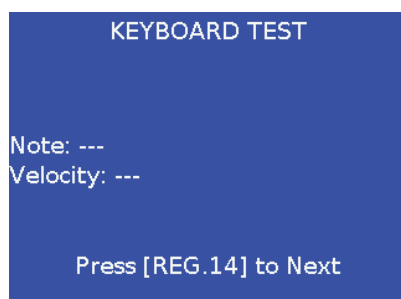 KEYBOARD TEST
Note: ---
Velocity: ---
Press [REG.14] to Next